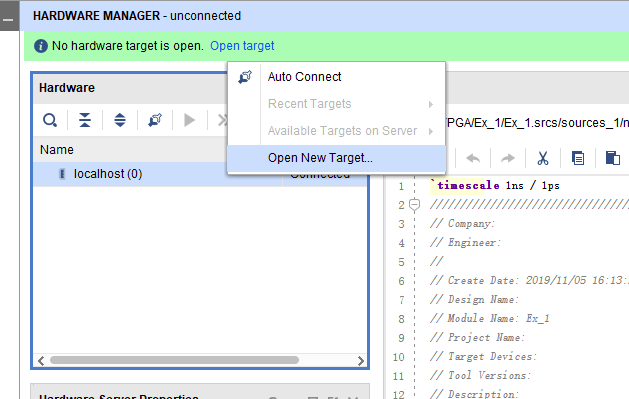 HARDWARE MANAGER - unconnected
No hardware target is open. Open target
Auto Connect
Recent Targets
Available Targets on Server
Open New Target...
Hardware
Name
localhost (0)
Connected
PGA/Ex_1/Ex_1.srcs/sources_1/n
1 `timescale 1ns / 1ps
2 //////////////////////////////////
3 // Company:
4 // Engineer:
5 //
6 // Create Date: 2019/11/05 16:13:
7 // Design Name:
8 // Module Name: Ex_1
9 // Project Name:
10 // Target Devices:
11 // Tool Versions:
12 // Description:
Hardware Server Properties